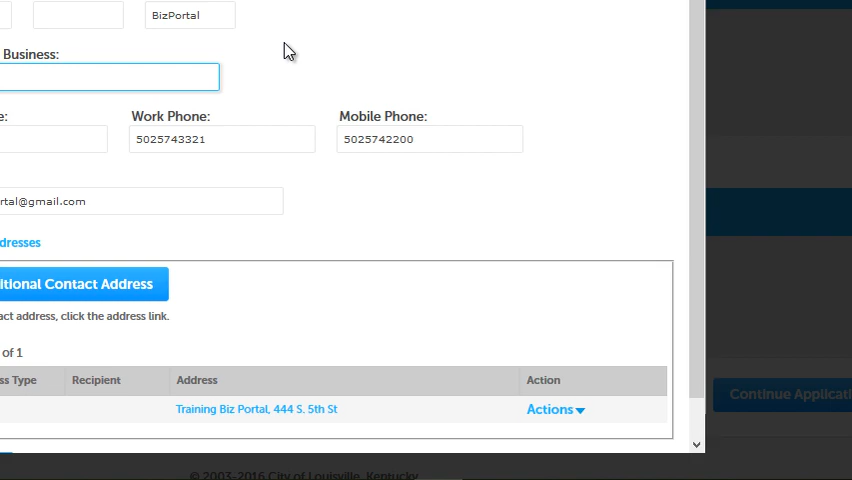 BizPortal
Business:
e: Work Phone: Mobile Phone:
5025743321 5025742200
rtal@gmail.com
dresses
itional Contact Address
act address, click the address link.
of 1
ss Type Recipient Address Action
Training Biz Portal, 444 S. 5th St Actions
Continue Applicati
© 2003-2016 City of Louisville, Kentucky